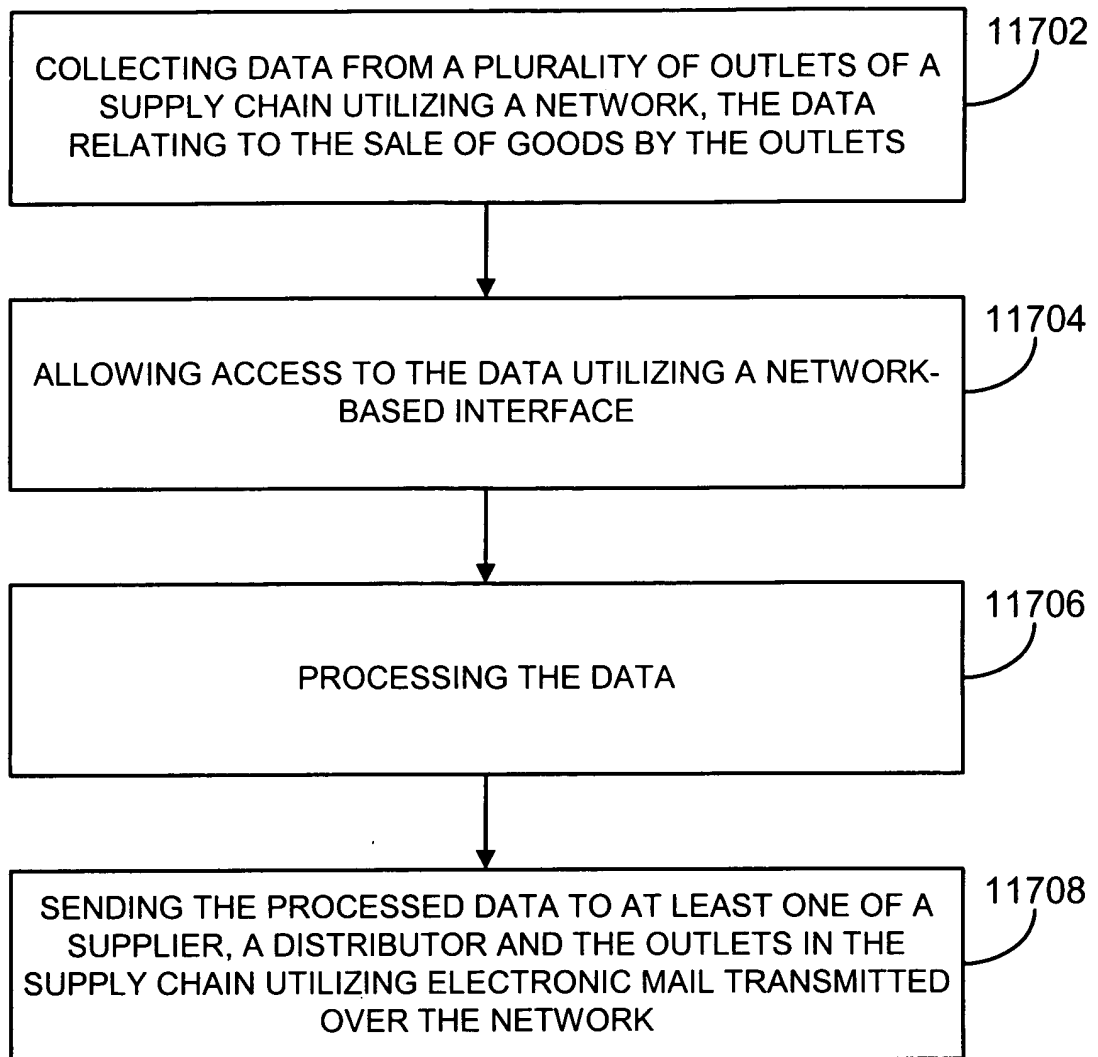 11702
COLLECTING DATA FROM A PLURALITY OF OUTLETS OF A
SUPPLY CHAIN UTILIZING A NETWORK, THE DATA
RELATING TO THE SALE OF GOODS BY THE OUTLETS
11704
ALLOWING ACCESS TO THE DATA UTILIZING A NETWORK-
BASED INTERFACE
11706
PROCESSING THE DATA
11708
SENDING THE PROCESSED DATA TO AT LEAST ONE OF A
SUPPLIER, A DISTRIBUTOR AND THE OUTLETS IN THE
SUPPLY CHAIN UTILIZING ELECTRONIC MAIL TRANSMITTED
OVER THE NETWORK